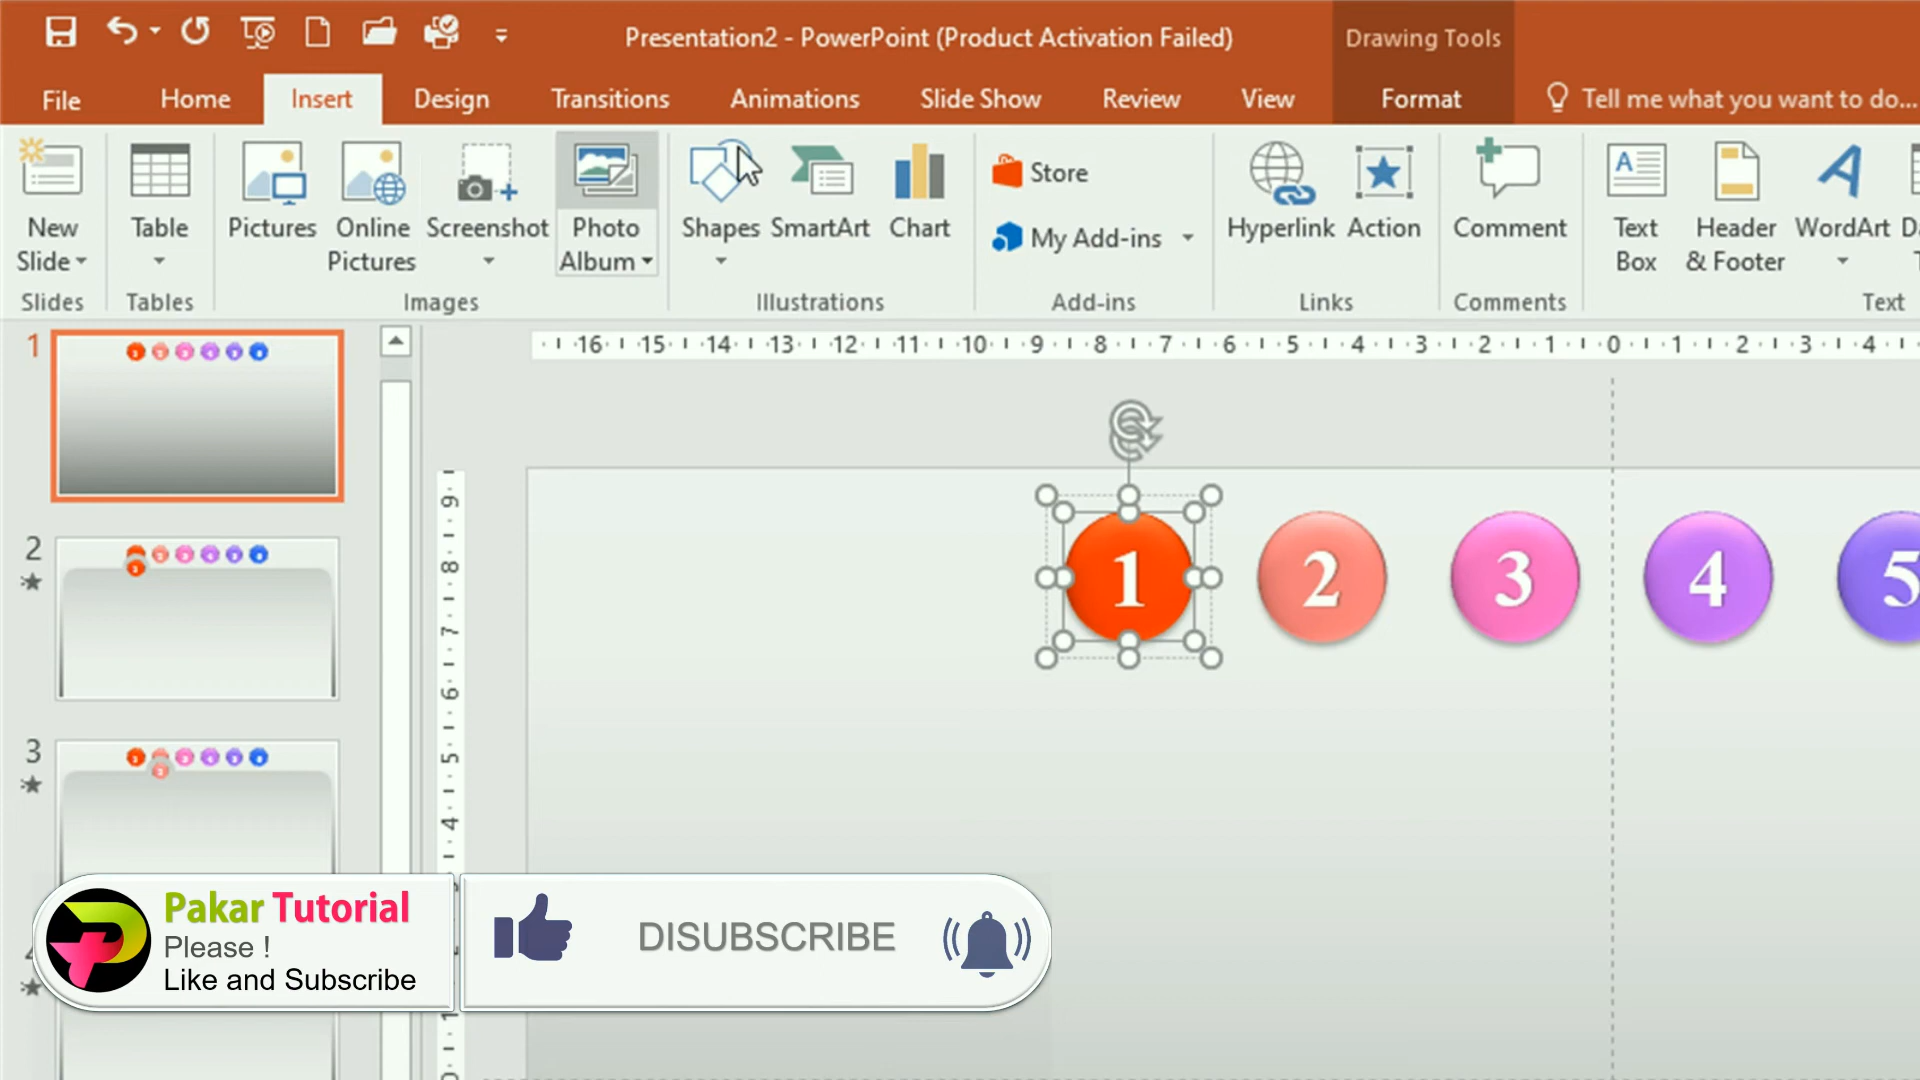 Presentation2 - PowerPoint (Product Activation Failed)
Drawing Tools
File Home Insert Design Transitions Animations Slide Show Review View Format Tell me what you want to do...
New Slide
Table
Pictures
Online Pictures
Screenshot
Photo Album
Shapes
SmartArt
Chart
Store
My Add-ins
Hyperlink
Action
Comment
Text Box
Header & Footer
WordArt
Slides Tables Images Illustrations Add-ins Links Comments Text
16 15 14 13 12 11 10 9 8 7 6 5 4 3 2 1 0 1 2 3 4
1
2
3
9
8
7
6
5
4
1 2 3 4 5
Pakar Tutorial
Please !
Like and Subscribe
DISUBSCRIBE